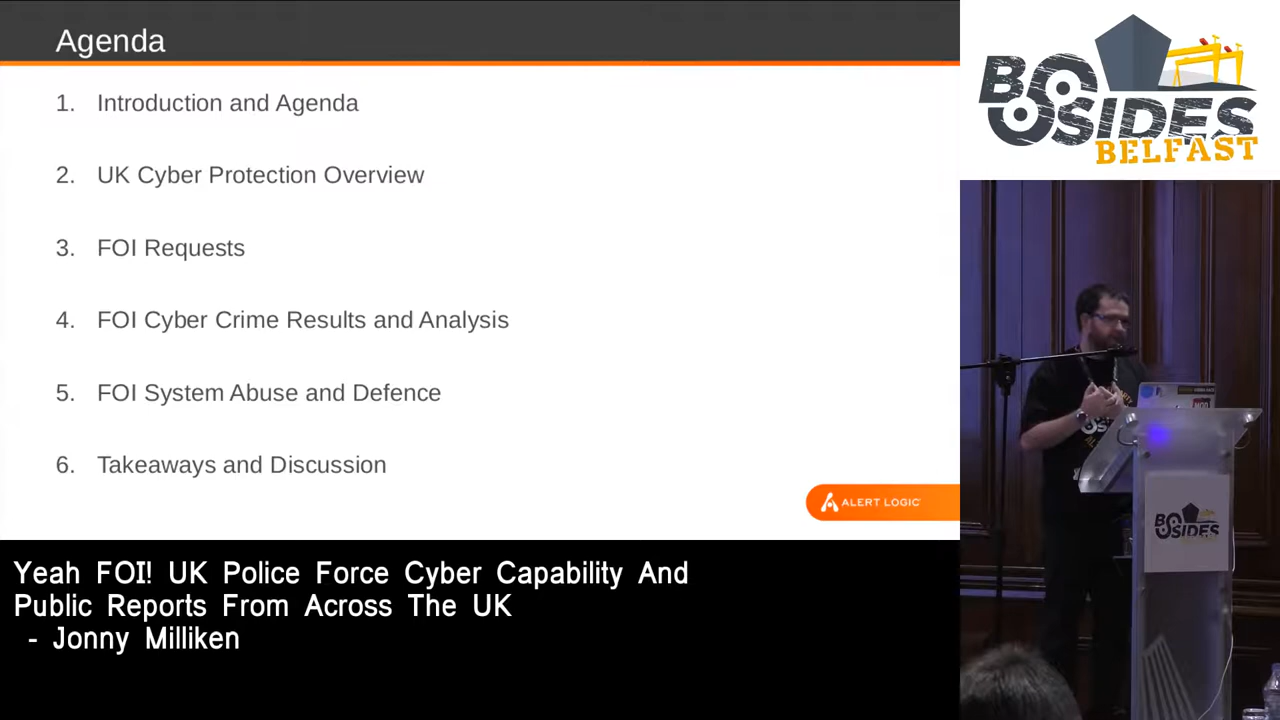 Agenda
1. Introduction and Agenda
2. UK Cyber Protection Overview
3. FOI Requests
4. FOI Cyber Crime Results and Analysis
5. FOI System Abuse and Defence
6. Takeaways and Discussion
ALERT LOGIC
BSIDES
BELFAST
BSIDES
Yeah FOI! UK Police Force Cyber Capability And
Public Reports From Across The UK
- Jonny Milliken